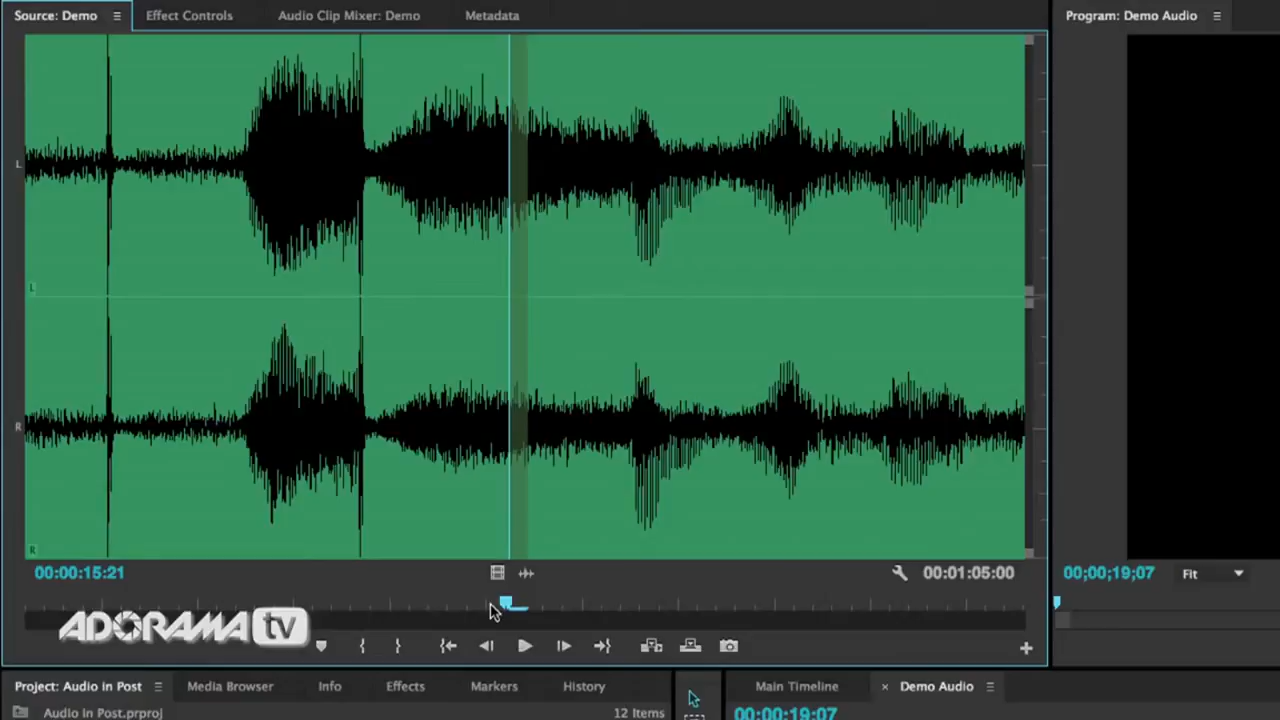 Source: Demo
Effect Controls
Audio Clip Mixer: Demo
Metadata
Program: Demo Audio
L
L
R
R
00:00:15:21
00:01:05:00
00;00;19;07
Fit
ADORAMA tv
Project: Audio in Post
Media Browser
Info
Effects
Markers
History
Main Timeline
× Demo Audio
Audio in Post.prproj
12 Items
00:00:19:07